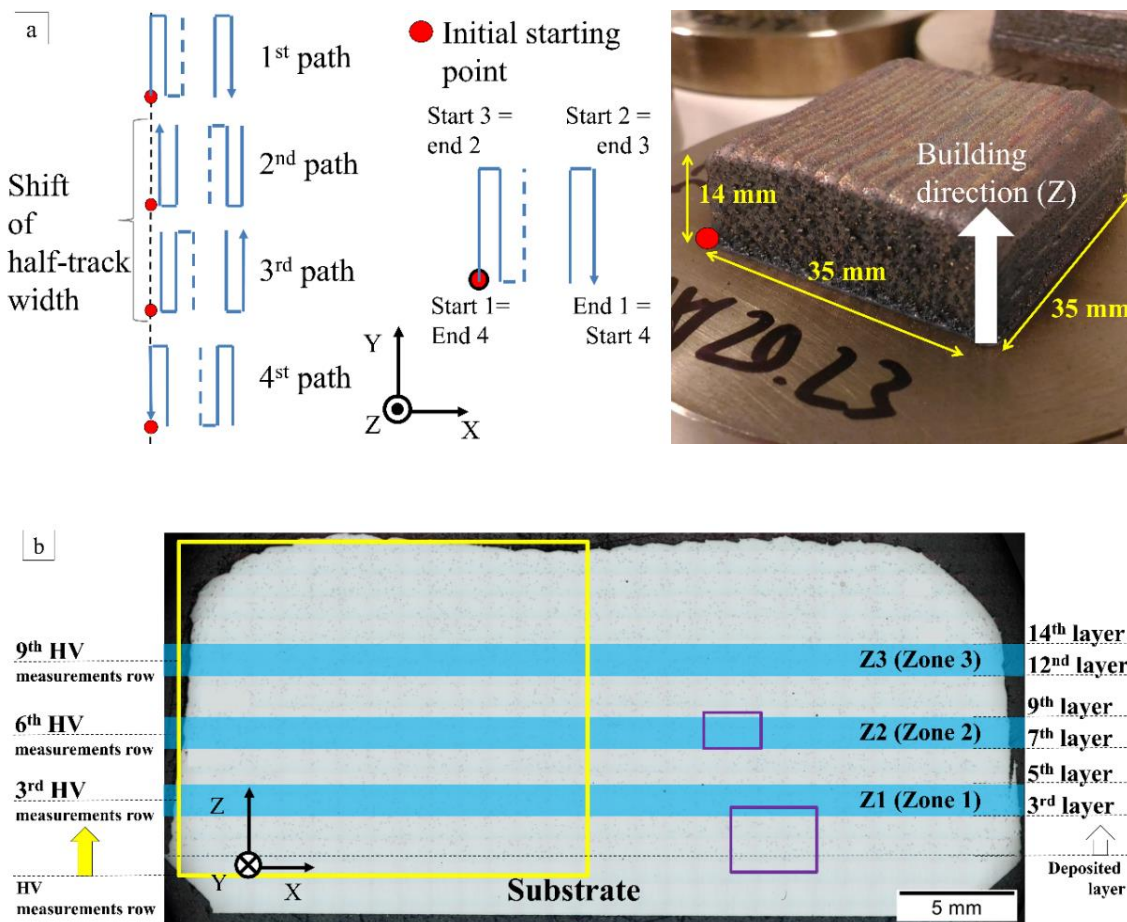 a
1st path
2nd path
3rd path
4st path
Shift
of
half-track
width
Initial starting
point
Start 3 =
end 2
Start 2 =
end 3
Start 1=
End 4
End 1 =
Start 4
Y
Z
X
Building
direction (Z)
14 mm
35 mm
35 mm
20.23
b
9th HV
measurements row
6th HV
measurements row
3rd HV
measurements row
HV
measurements row
Z3 (Zone 3)
Z2 (Zone 2)
Z1 (Zone 1)
Z
Y
X
Substrate
14th layer
12nd layer
9th layer
7th layer
5th layer
3rd layer
Deposited
layer
5 mm